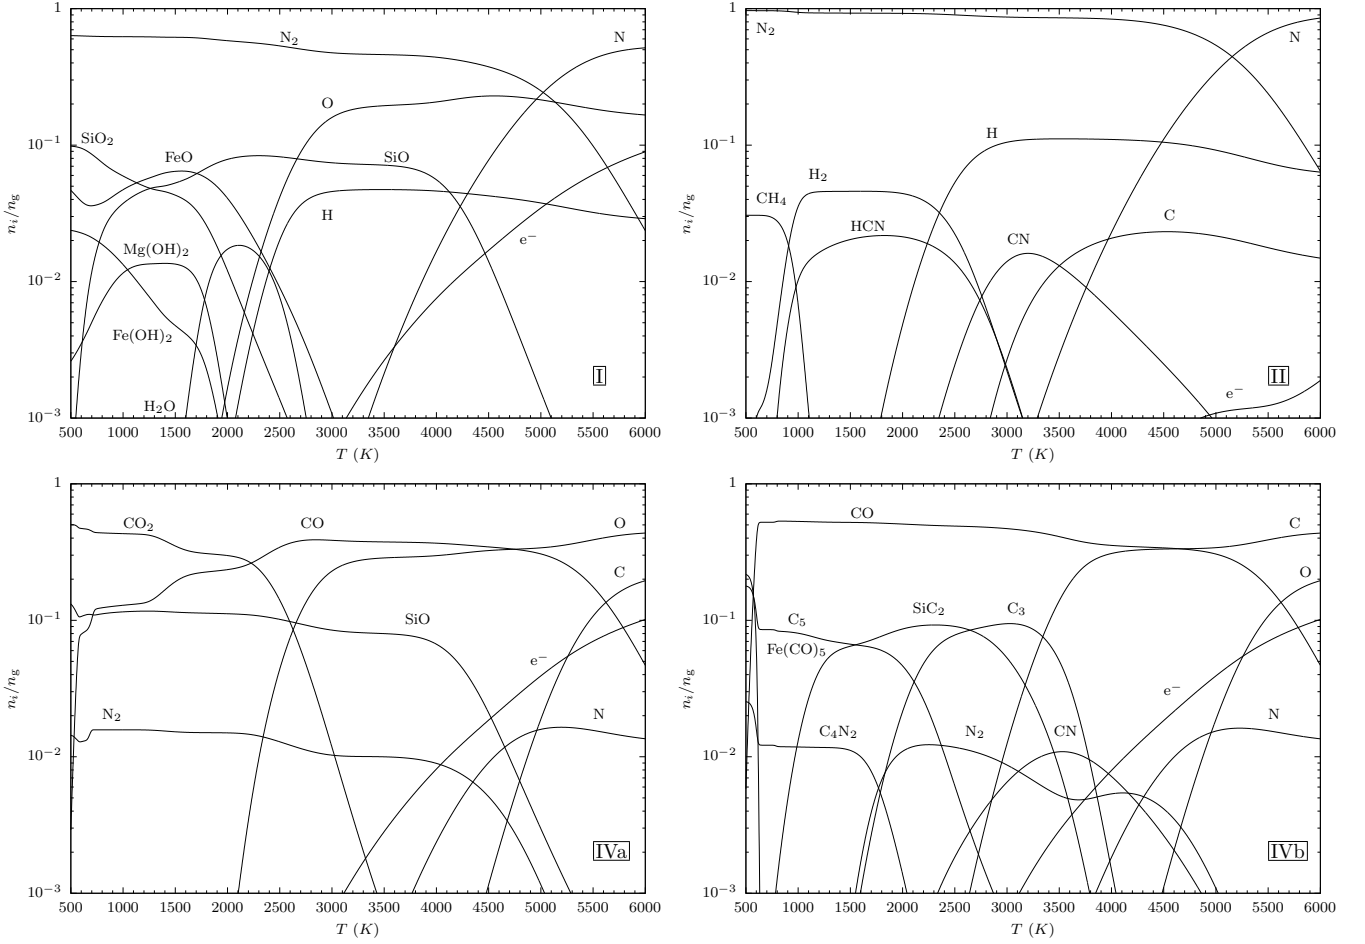 1
10⁻¹
10⁻²
10⁻³
nᵢ/n_g
N₂
N
O
SiO₂
FeO
SiO
H
e⁻
Mg(OH)₂
Fe(OH)₂
H₂O
I
500 1000 1500 2000 2500 3000 3500 4000 4500 5000 5500 6000
T (K)
1
10⁻¹
10⁻²
10⁻³
nᵢ/n_g
N₂
N
H
H₂
CH₄
HCN
CN
C
e⁻
II
500 1000 1500 2000 2500 3000 3500 4000 4500 5000 5500 6000
T (K)
1
10⁻¹
10⁻²
10⁻³
nᵢ/n_g
CO₂
CO
O
C
SiO
e⁻
N₂
N
IVa
500 1000 1500 2000 2500 3000 3500 4000 4500 5000 5500 6000
T (K)
1
10⁻¹
10⁻²
10⁻³
nᵢ/n_g
CO
C
O
C₅
SiC₂
C₃
Fe(CO)₅
e⁻
C₄N₂
N₂
CN
N
IVb
500 1000 1500 2000 2500 3000 3500 4000 4500 5000 5500 6000
T (K)